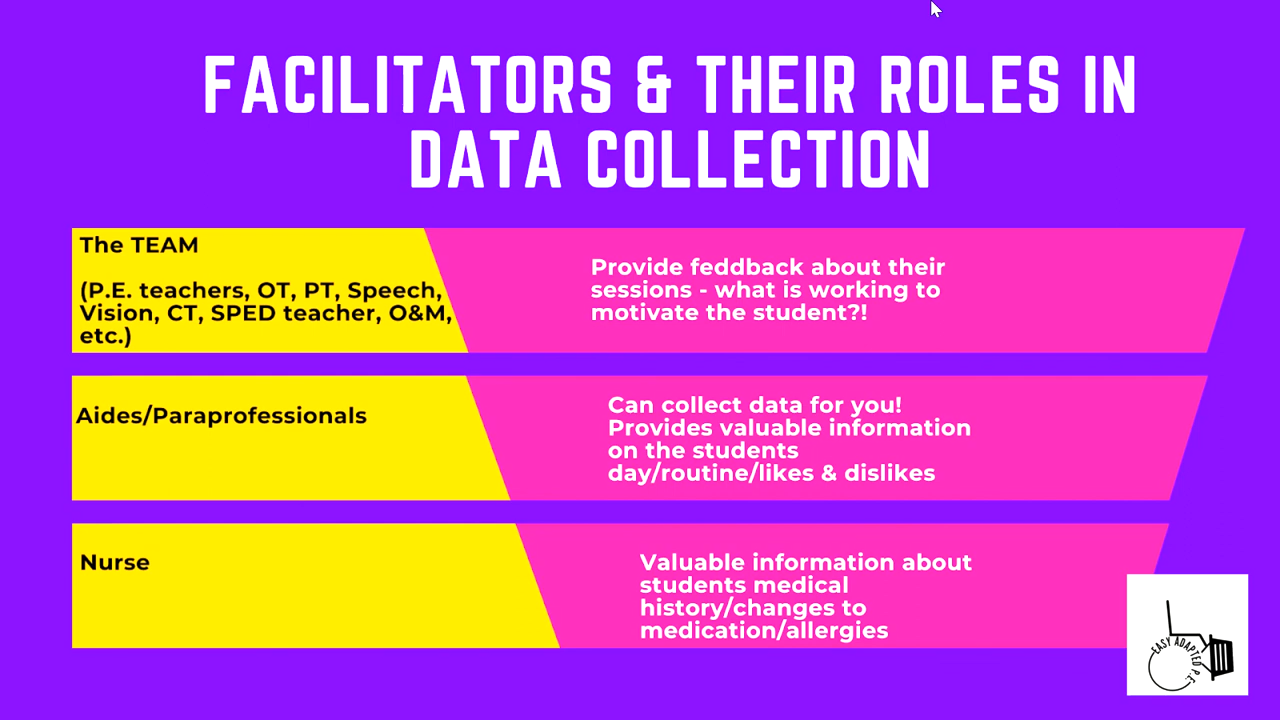 FACILITATORS & THEIR ROLES IN
DATA COLLECTION
The TEAM
(P.E. teachers, OT, PT, Speech,
Vision, CT, SPED teacher, O&M,
etc.)
Provide feddback about their
sessions - what is working to
motivate the student?!
Aides/Paraprofessionals
Can collect data for you!
Provides valuable information
on the students
day/routine/likes & dislikes
Nurse
Valuable information about
students medical
history/changes to
medication/allergies
EASY ADAPTED P.E.